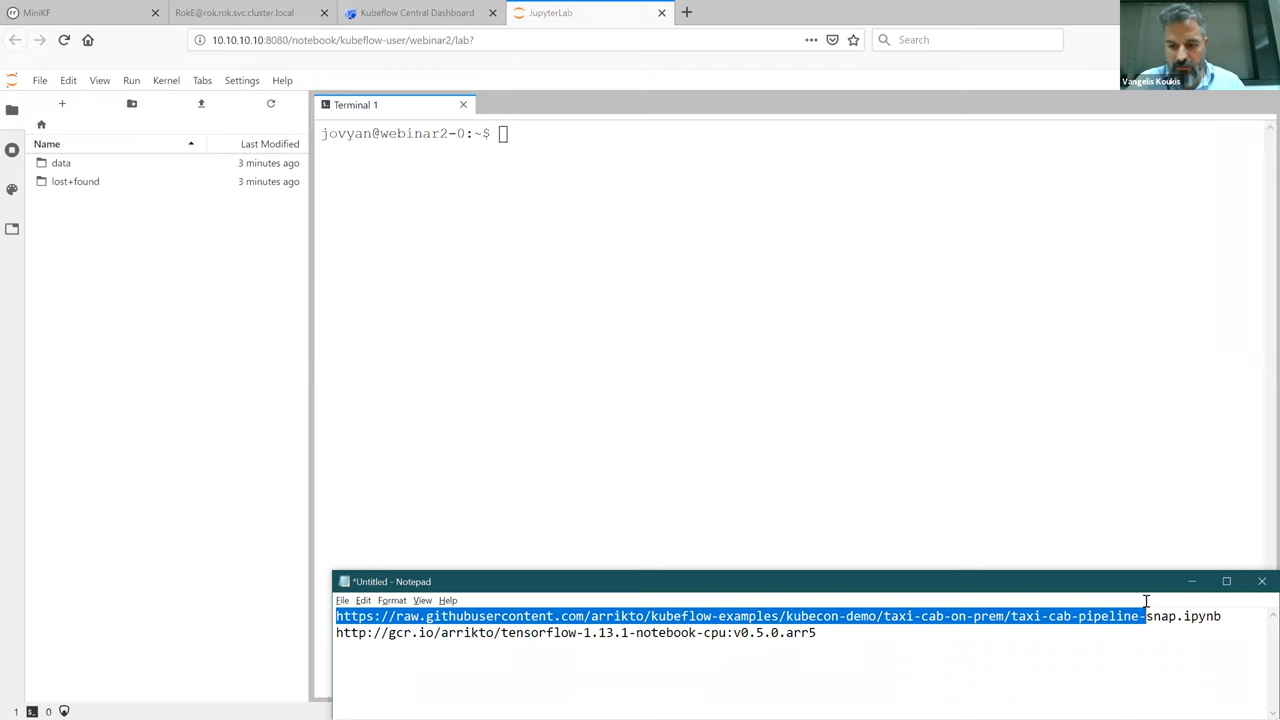 MiniKF
RokE@rok.rok.svc.cluster.local
Kubeflow Central Dashboard
JupyterLab
10.10.10.10:8080/notebook/kubeflow-user/webinar2/lab?
Search
Vangelis Koukis
File Edit View Run Kernel Tabs Settings Help
Terminal 1
jovyan@webinar2-0:~$
Name Last Modified
data 3 minutes ago
lost+found 3 minutes ago
*Untitled - Notepad
File Edit Format View Help
https://raw.githubusercontent.com/arrikto/kubeflow-examples/kubecon-demo/taxi-cab-on-prem/taxi-cab-pipeline-snap.ipynb
http://gcr.io/arrikto/tensorflow-1.13.1-notebook-cpu:v0.5.0.arr5
1 0